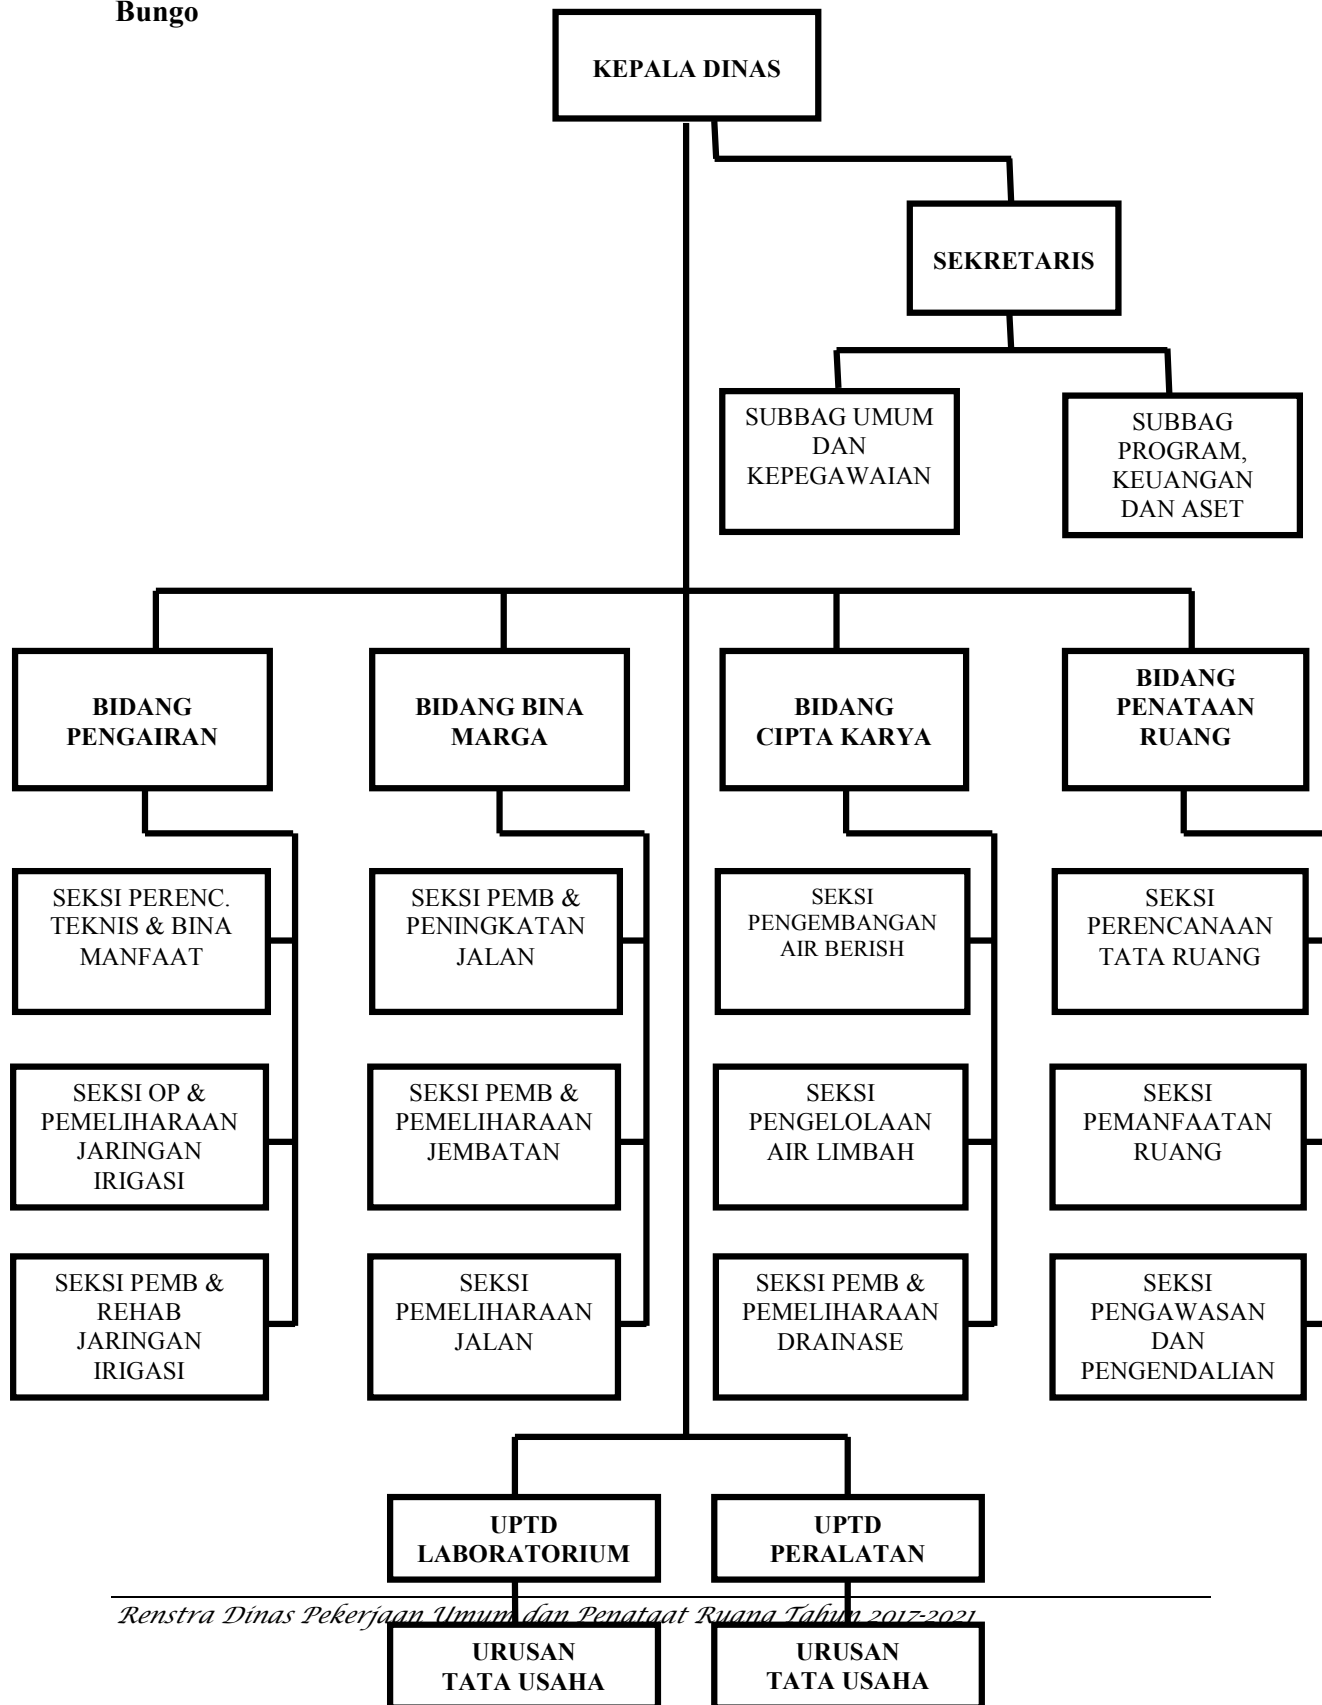 Bungo
KEPALA DINAS
SEKRETARIS
SUBBAG UMUM
DAN
KEPEGAWAIAN
SUBBAG
PROGRAM,
KEUANGAN
DAN ASET
BIDANG
PENGAIRAN
BIDANG BINA
MARGA
BIDANG
CIPTA KARYA
BIDANG
PENATAAN
RUANG
SEKSI PERENC.
TEKNIS & BINA
MANFAAT
SEKSI PEMB &
PENINGKATAN
JALAN
SEKSI
PENGEMBANGAN
AIR BERISH
SEKSI
PERENCANAAN
TATA RUANG
SEKSI OP &
PEMELIHARAAN
JARINGAN
IRIGASI
SEKSI PEMB &
PEMELIHARAAN
JEMBATAN
SEKSI
PENGELOLAAN
AIR LIMBAH
SEKSI
PEMANFAATAN
RUANG
SEKSI PEMB &
REHAB
JARINGAN
IRIGASI
SEKSI
PEMELIHARAAN
JALAN
SEKSI PEMB &
PEMELIHARAAN
DRAINASE
SEKSI
PENGAWASAN
DAN
PENGENDALIAN
UPTD
LABORATORIUM
UPTD
PERALATAN
Renstra Dinas Pekerjaan Umum dan Penataat Ruang Tahun 2017-2021
URUSAN
TATA USAHA
URUSAN
TATA USAHA